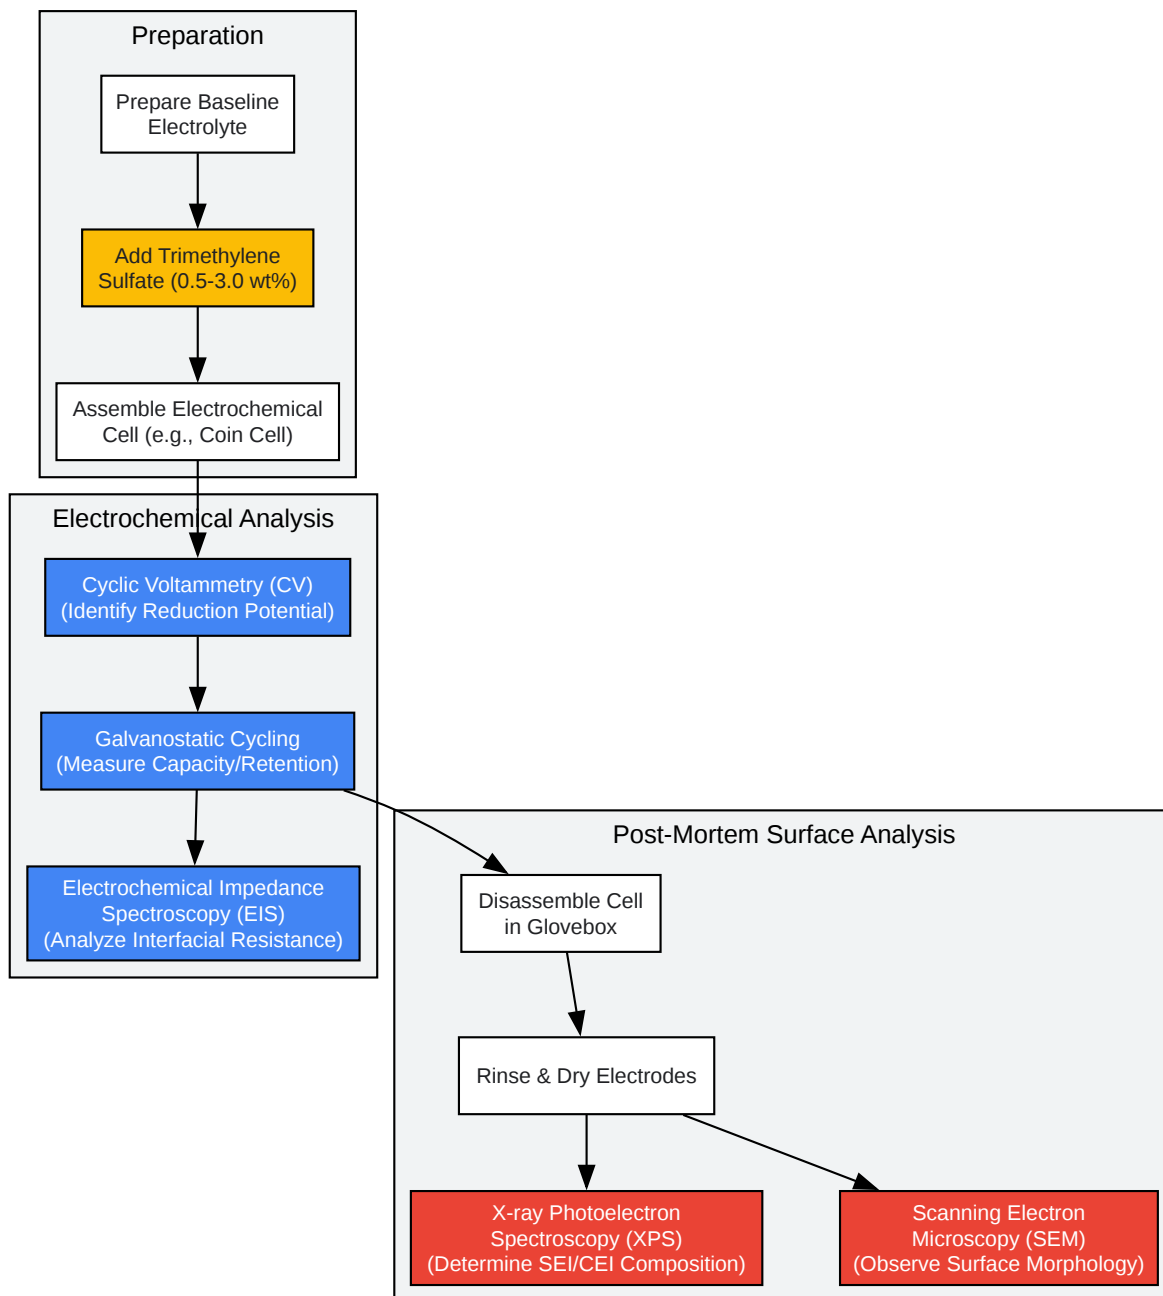 Preparation
Prepare Baseline
Electrolyte
Add Trimethylene
Sulfate (0.5-3.0 wt%)
Assemble Electrochemical
Cell (e.g., Coin Cell)
Electrochemical Analysis
Cyclic Voltammetry (CV)
(Identify Reduction Potential)
Galvanostatic Cycling
(Measure Capacity/Retention)
Electrochemical Impedance
Spectroscopy (EIS)
(Analyze Interfacial Resistance)
Post-Mortem Surface Analysis
Disassemble Cell
in Glovebox
Rinse & Dry Electrodes
X-ray Photoelectron
Spectroscopy (XPS)
(Determine SEI/CEI Composition)
Scanning Electron
Microscopy (SEM)
(Observe Surface Morphology)